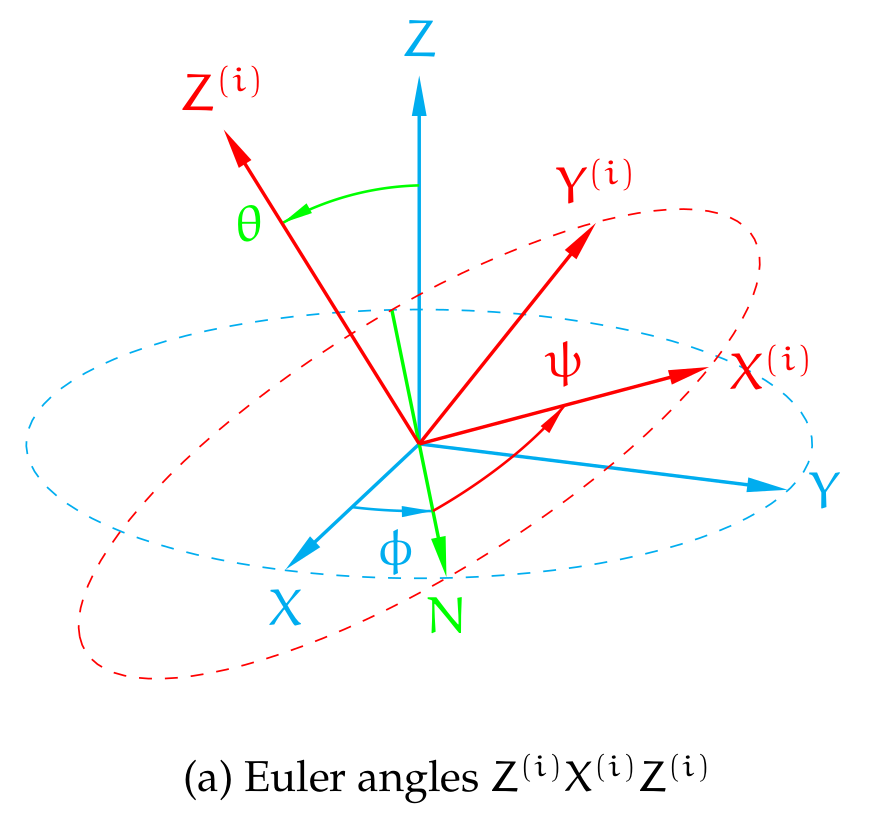 Z
Z⁽ⁱ⁾
Y⁽ⁱ⁾
θ
ψ
X⁽ⁱ⁾
Y
ϕ
X
N
(a) Euler angles Z⁽ⁱ⁾X⁽ⁱ⁾Z⁽ⁱ⁾